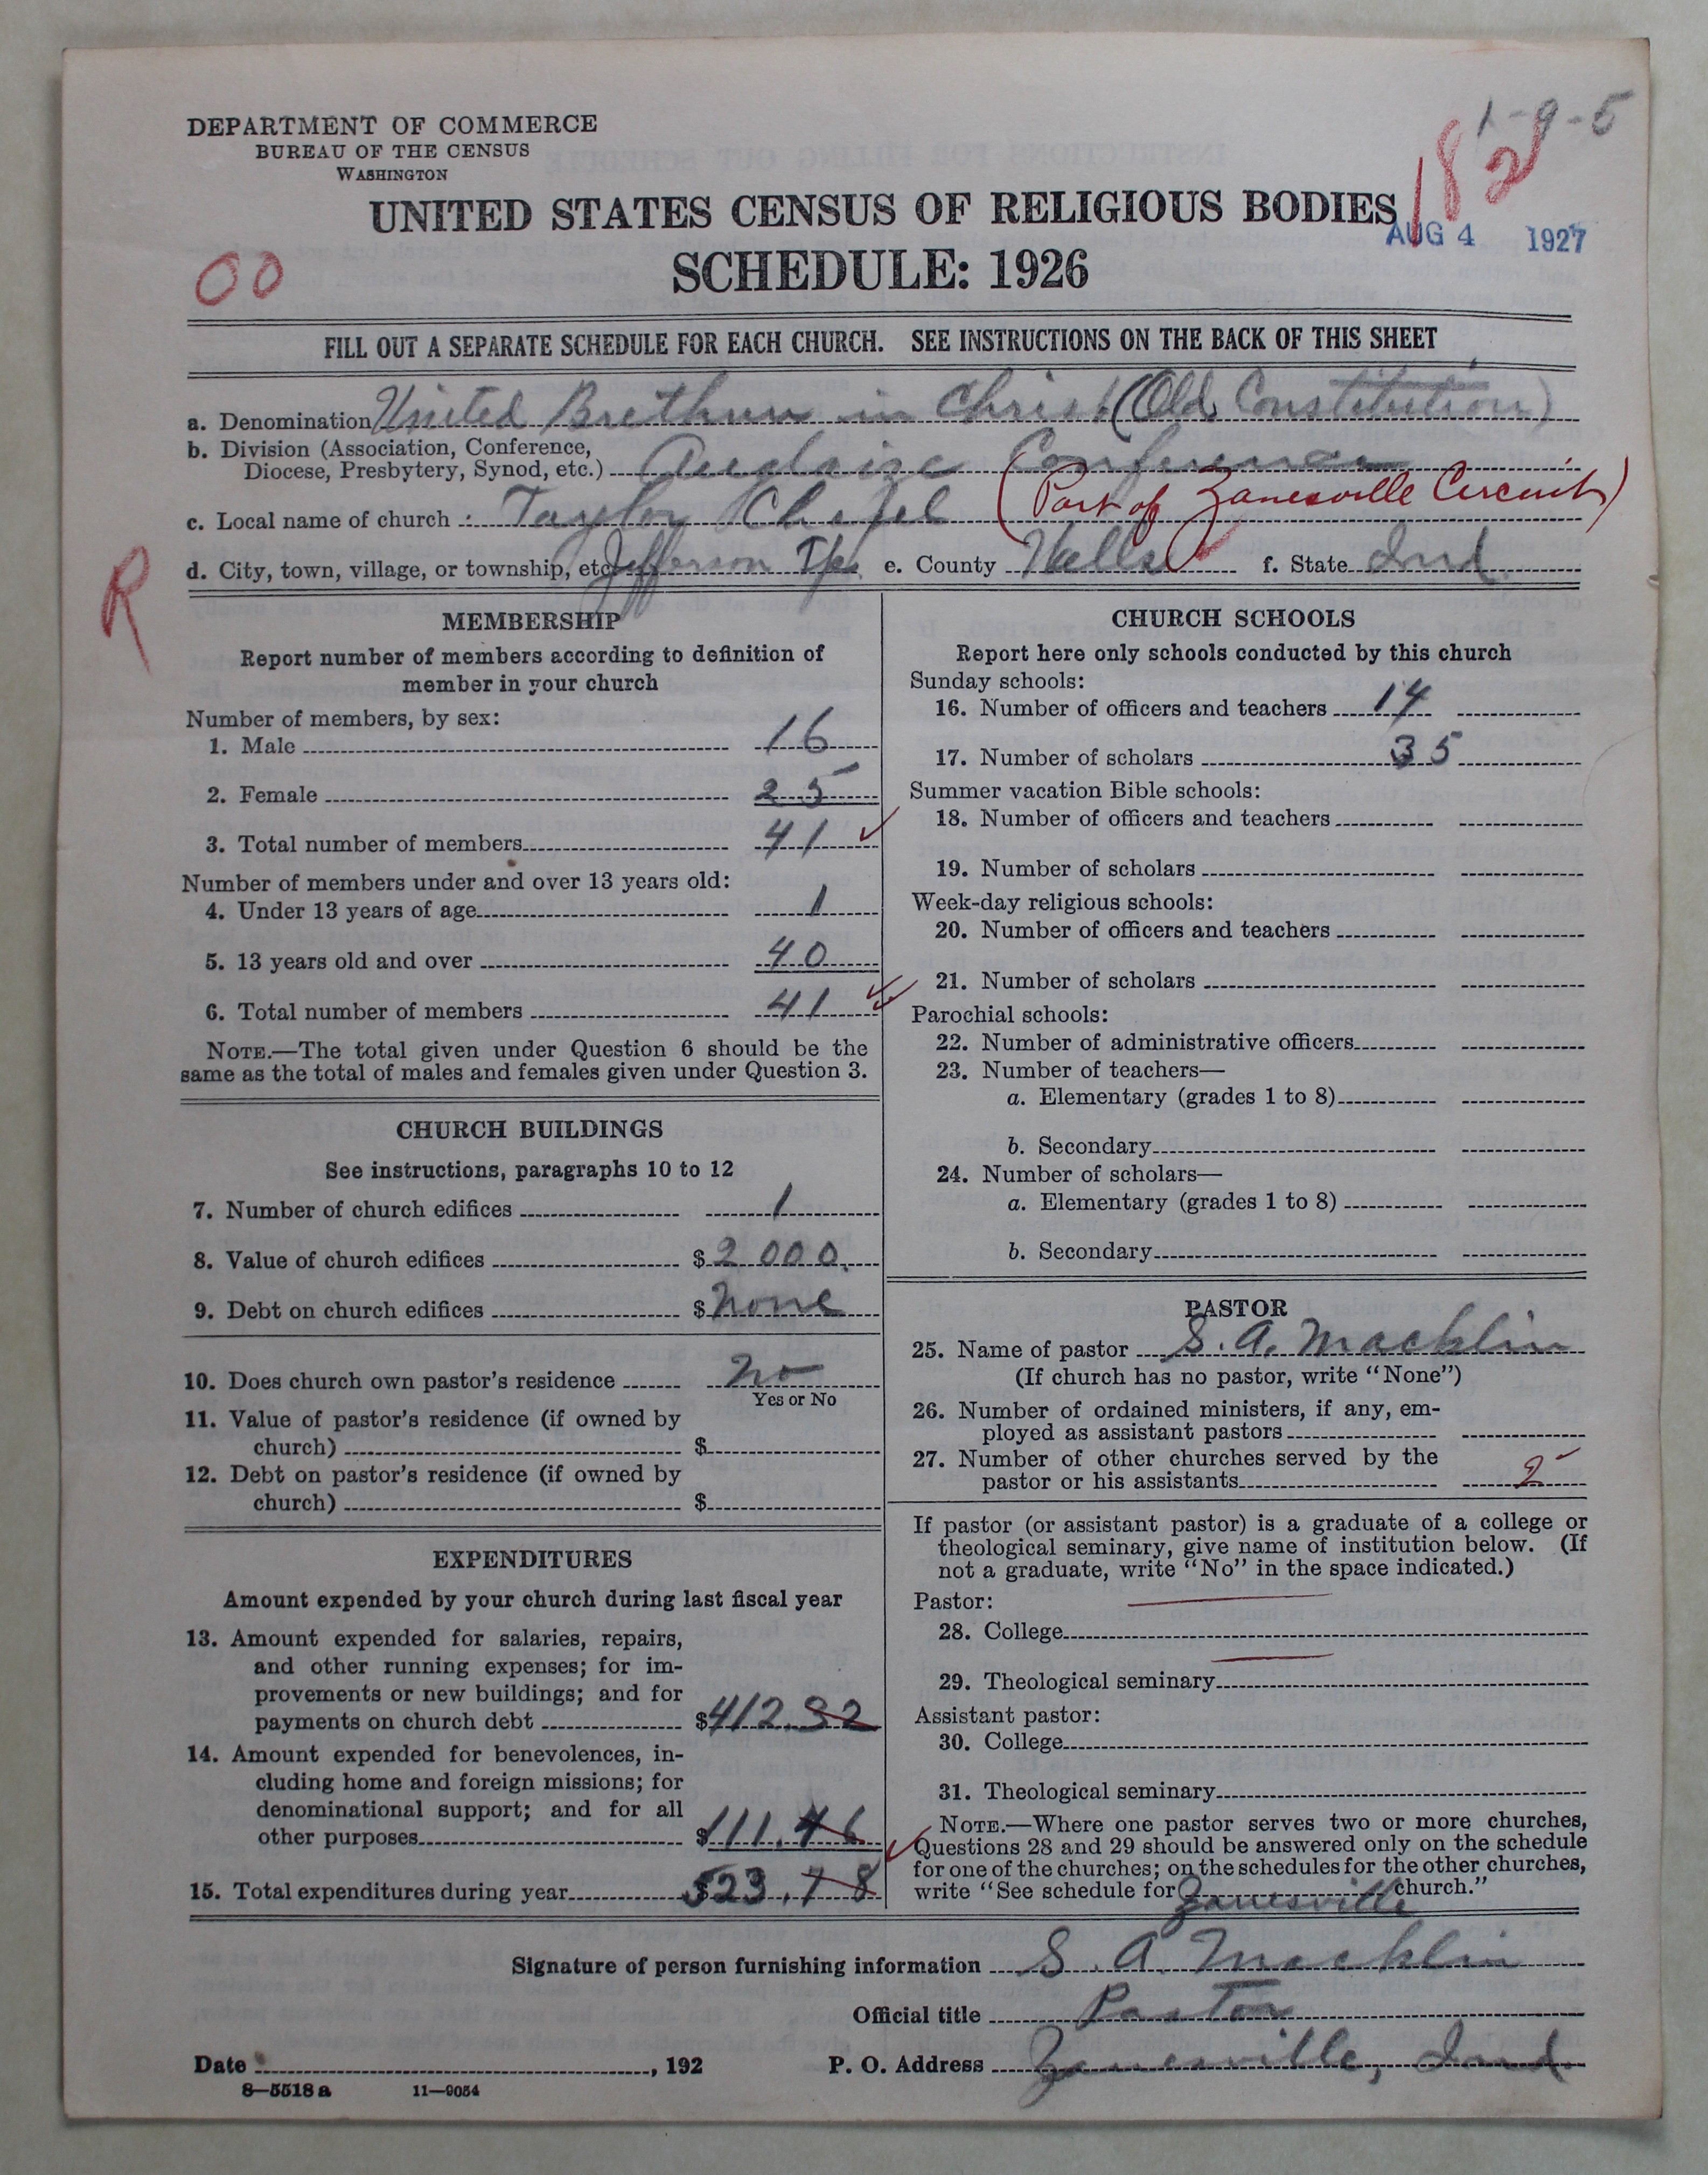 1-9-5
182
DEPARTMENT OF COMMERCE
BUREAU OF THE CENSUS
WASHINGTON
UNITED STATES CENSUS OF RELIGIOUS BODIES
AUG 4 1927
SCHEDULE: 1926
00
FILL OUT A SEPARATE SCHEDULE FOR EACH CHURCH. SEE INSTRUCTIONS ON THE BACK OF THIS SHEET
a. Denomination United Brethren in Christ (Old Constitution)
b. Division (Association, Conference,
Diocese, Presbytery, Synod, etc.) Auglaize Conference
c. Local name of church Taylor Chapel (Part of Zanesville Circuit)
d. City, town, village, or township, etc. Jefferson Tp. e. County Wells f. State Ind.
R
MEMBERSHIP
Report number of members according to definition of
member in your church
Number of members, by sex:
1. Male 16
2. Female 25
3. Total number of members 41
Number of members under and over 13 years old:
4. Under 13 years of age 1
5. 13 years old and over 40
6. Total number of members 41
NOTE.—The total given under Question 6 should be the
same as the total of males and females given under Question 3.
CHURCH BUILDINGS
See instructions, paragraphs 10 to 12
7. Number of church edifices 1
8. Value of church edifices $2000.
9. Debt on church edifices $none
10. Does church own pastor's residence no
Yes or No
11. Value of pastor's residence (if owned by
church) $
12. Debt on pastor's residence (if owned by
church) $
EXPENDITURES
Amount expended by your church during last fiscal year
13. Amount expended for salaries, repairs,
and other running expenses; for im-
provements or new buildings; and for
payments on church debt $412.32
14. Amount expended for benevolences, in-
cluding home and foreign missions; for
denominational support; and for all
other purposes $111.46
15. Total expenditures during year $523.78
CHURCH SCHOOLS
Report here only schools conducted by this church
Sunday schools:
16. Number of officers and teachers 14
17. Number of scholars 35
Summer vacation Bible schools:
18. Number of officers and teachers
19. Number of scholars
Week-day religious schools:
20. Number of officers and teachers
21. Number of scholars
Parochial schools:
22. Number of administrative officers
23. Number of teachers—
a. Elementary (grades 1 to 8)
b. Secondary
24. Number of scholars—
a. Elementary (grades 1 to 8)
b. Secondary
PASTOR
25. Name of pastor S. A. Macklin
(If church has no pastor, write "None")
26. Number of ordained ministers, if any, em-
ployed as assistant pastors
27. Number of other churches served by the
pastor or his assistants 2
If pastor (or assistant pastor) is a graduate of a college or
theological seminary, give name of institution below. (If
not a graduate, write "No" in the space indicated.)
Pastor:
28. College
29. Theological seminary
Assistant pastor:
30. College
31. Theological seminary
NOTE.—Where one pastor serves two or more churches,
Questions 28 and 29 should be answered only on the schedule
for one of the churches; on the schedules for the other churches,
write "See schedule for Zanesville church."
Signature of person furnishing information S. A. Macklin
Official title Pastor
Date , 192 P. O. Address Zanesville, Ind.
8—5518 a 11—9054